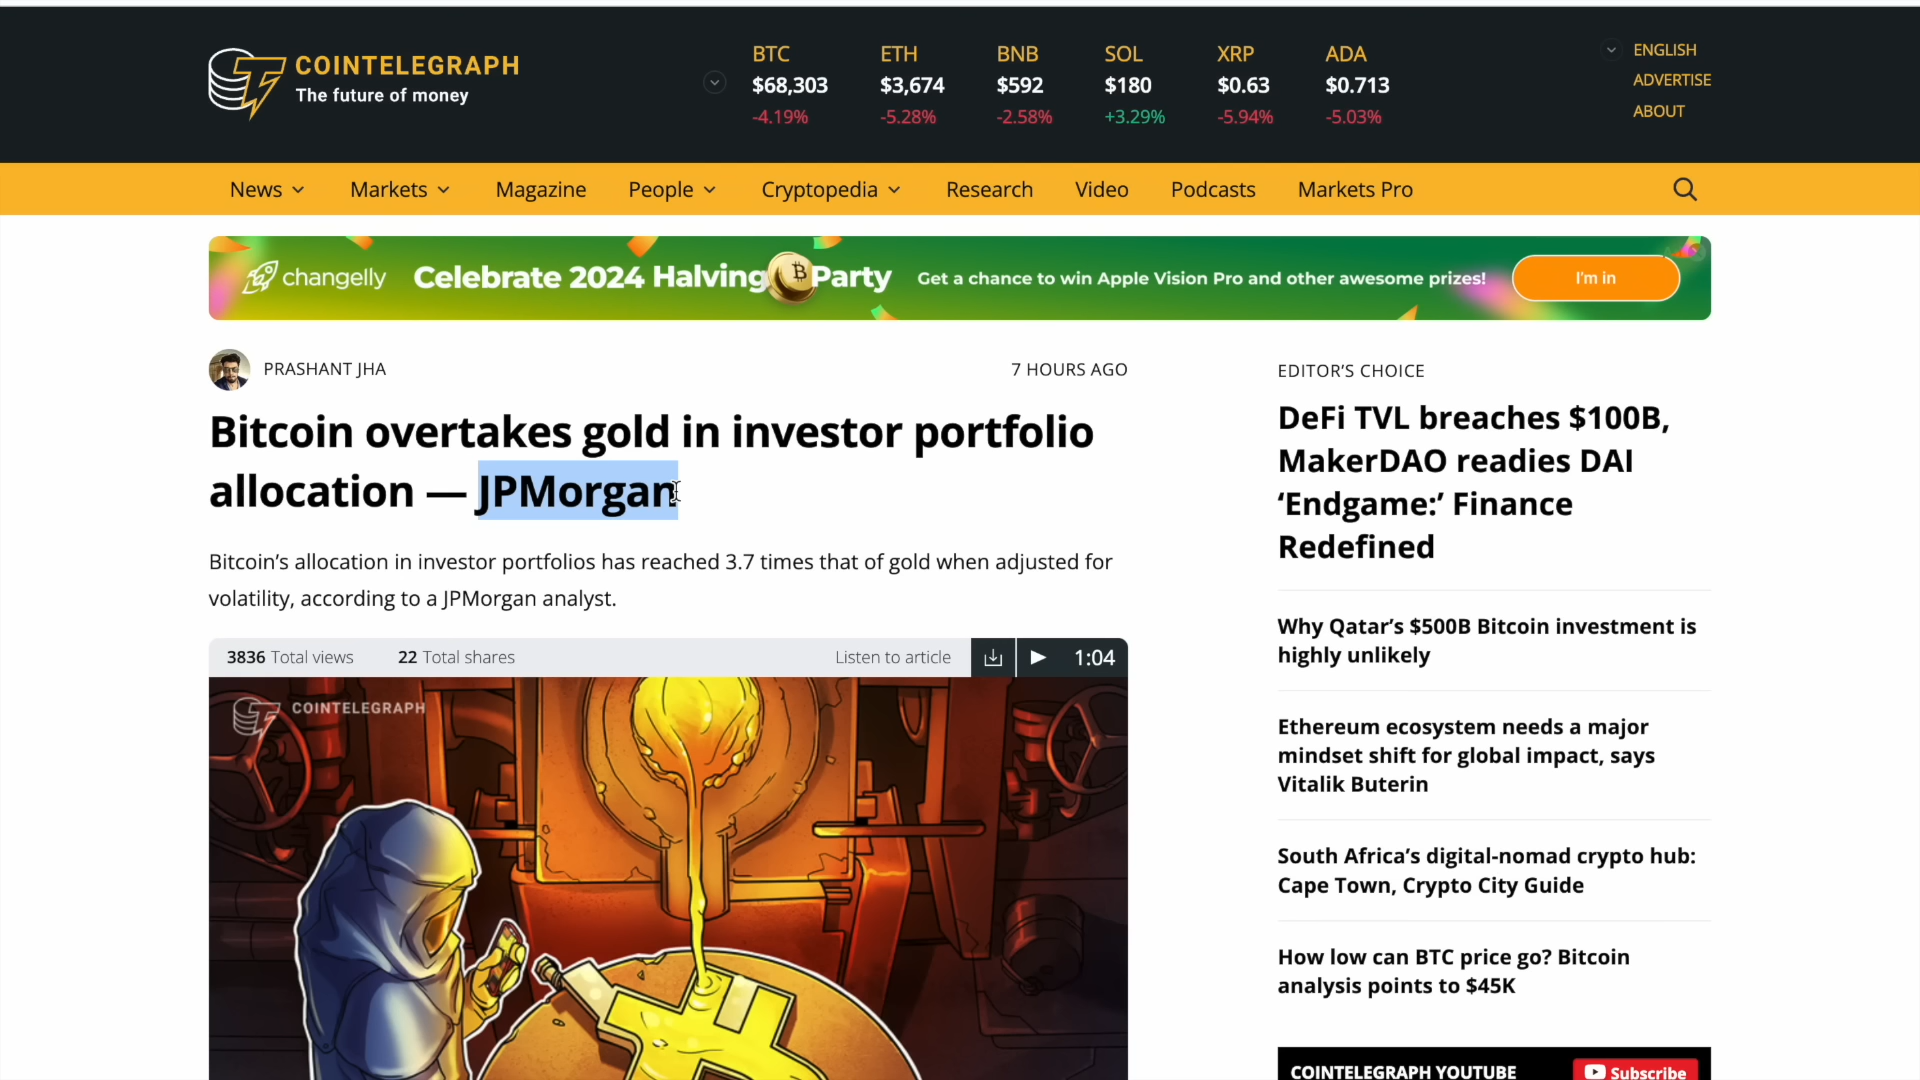 COINTELEGRAPH
The future of money
BTC
$68,303
-4.19%
ETH
$3,674
-5.28%
BNB
$592
-2.58%
SOL
$180
+3.29%
XRP
$0.63
-5.94%
ADA
$0.713
-5.03%
ENGLISH
ADVERTISE
ABOUT
News Markets Magazine People Cryptopedia Research Video Podcasts Markets Pro
changelly Celebrate 2024 Halving Party Get a chance to win Apple Vision Pro and other awesome prizes! I'm in
PRASHANT JHA
7 HOURS AGO
Bitcoin overtakes gold in investor portfolio
allocation — JPMorgan
Bitcoin’s allocation in investor portfolios has reached 3.7 times that of gold when adjusted for
volatility, according to a JPMorgan analyst.
3836 Total views 22 Total shares Listen to article 1:04
COINTELEGRAPH
EDITOR’S CHOICE
DeFi TVL breaches $100B,
MakerDAO readies DAI
‘Endgame:’ Finance
Redefined
Why Qatar’s $500B Bitcoin investment is
highly unlikely
Ethereum ecosystem needs a major
mindset shift for global impact, says
Vitalik Buterin
South Africa’s digital-nomad crypto hub:
Cape Town, Crypto City Guide
How low can BTC price go? Bitcoin
analysis points to $45K
COINTELEGRAPH YOUTUBE Subscribe